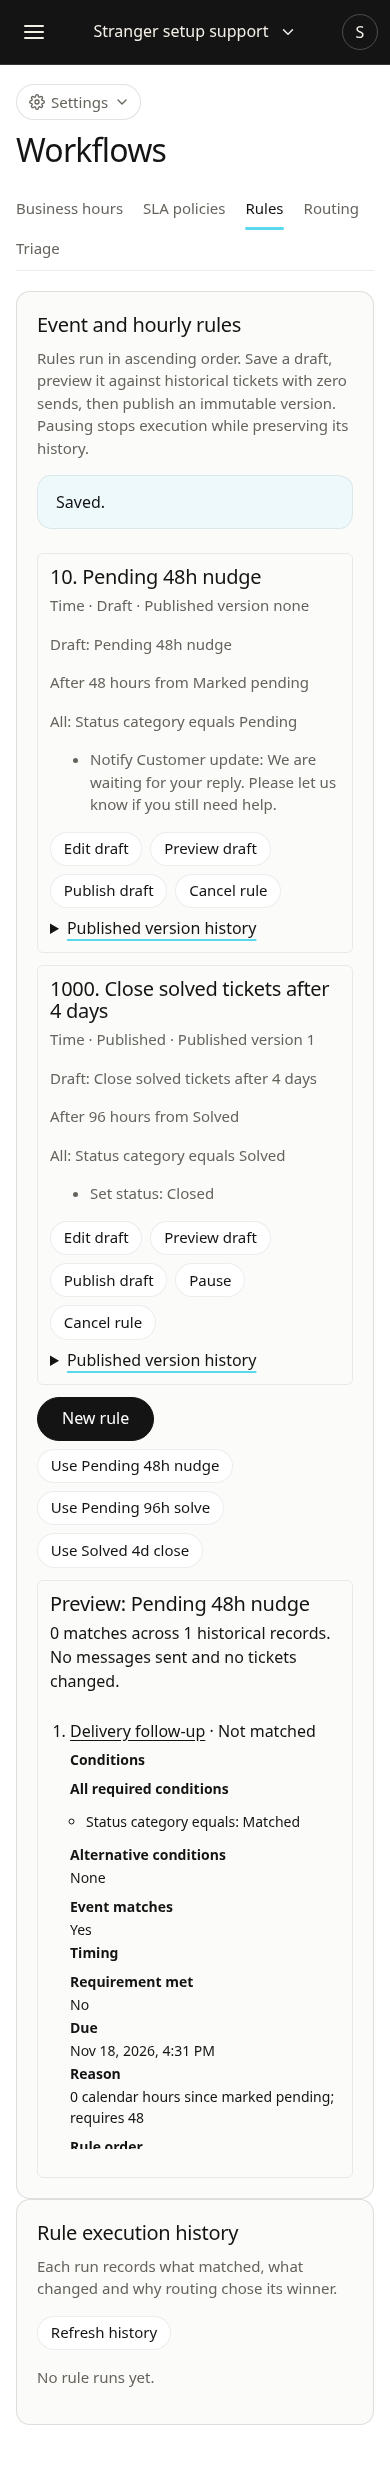 Stranger setup support
S
Settings
Workflows
Business hours
SLA policies
Rules
Routing
Triage
Event and hourly rules
Rules run in ascending order. Save a draft,
preview it against historical tickets with zero
sends, then publish an immutable version.
Pausing stops execution while preserving its
history.
Saved.
10. Pending 48h nudge
Time · Draft · Published version none
Draft: Pending 48h nudge
After 48 hours from Marked pending
All: Status category equals Pending
Notify Customer update: We are
waiting for your reply. Please let us
know if you still need help.
Edit draft
Preview draft
Publish draft
Cancel rule
Published version history
1000. Close solved tickets after
4 days
Time · Published · Published version 1
Draft: Close solved tickets after 4 days
After 96 hours from Solved
All: Status category equals Solved
Set status: Closed
Edit draft
Preview draft
Publish draft
Pause
Cancel rule
Published version history
New rule
Use Pending 48h nudge
Use Pending 96h solve
Use Solved 4d close
Preview: Pending 48h nudge
0 matches across 1 historical records.
No messages sent and no tickets
changed.
1. Delivery follow-up · Not matched
Conditions
All required conditions
Status category equals: Matched
Alternative conditions
None
Event matches
Yes
Timing
Requirement met
No
Due
Nov 18, 2026, 4:31 PM
Reason
0 calendar hours since marked pending;
requires 48
Rule order
Rule execution history
Each run records what matched, what
changed and why routing chose its winner.
Refresh history
No rule runs yet.